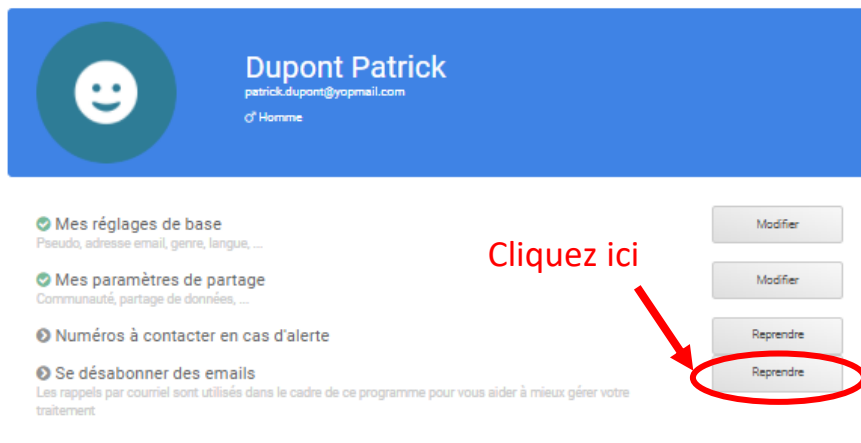 Dupont Patrick
patrick.dupont@yopmail.com
♂ Homme
Mes réglages de base
Modifier
Pseudo, adresse email, genre, langue, ...
Cliquez ici
Mes paramètres de partage
Modifier
Communauté, partage de données, ...
Numéros à contacter en cas d'alerte
Reprendre
Se désabonner des emails
Reprendre
Les rappels par courriel sont utilisés dans le cadre de ce programme pour vous aider à mieux gérer votre
traitement